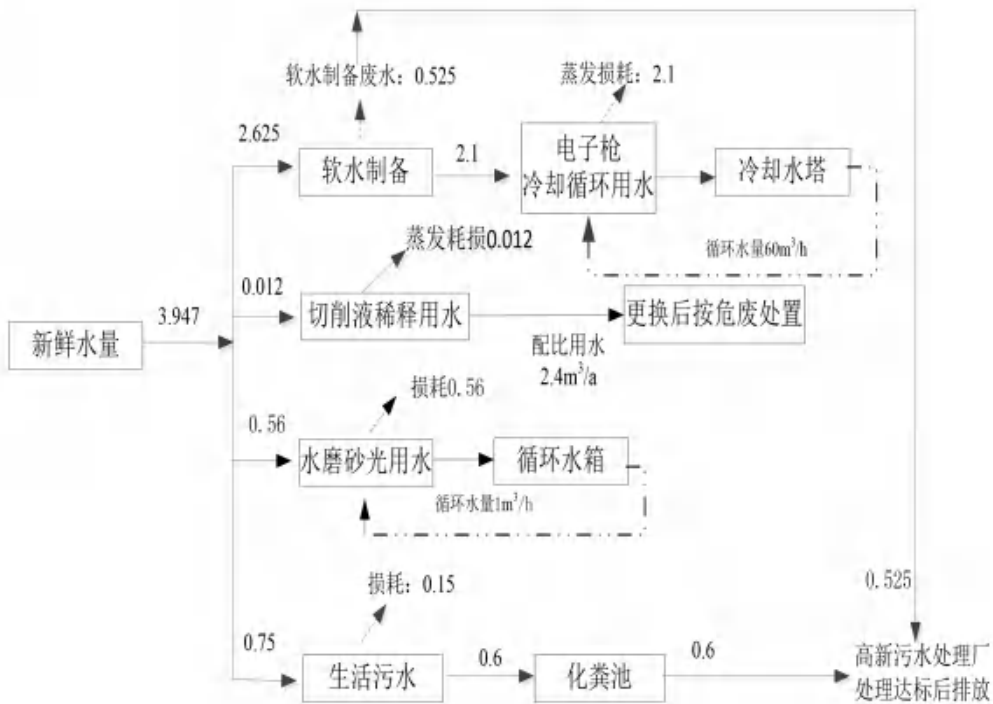 软水制备废水：0.525
蒸发损耗：2.1
2.625
软水制备
2.1
电子枪
冷却循环用水
冷却水塔
循环水量60m³/h
蒸发耗损0.012
0.012
切削液稀释用水
更换后按危废处置
配比用水
2.4m³/a
新鲜水量
3.947
损耗0.56
0.56
水磨砂光用水
循环水箱
循环水量1m³/h
0.525
损耗：0.15
0.75
生活污水
0.6
化粪池
0.6
高新污水处理厂
处理达标后排放